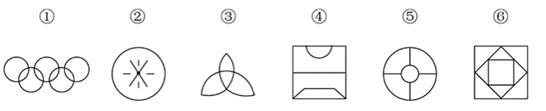 ① ② ③ ④ ⑤ ⑥